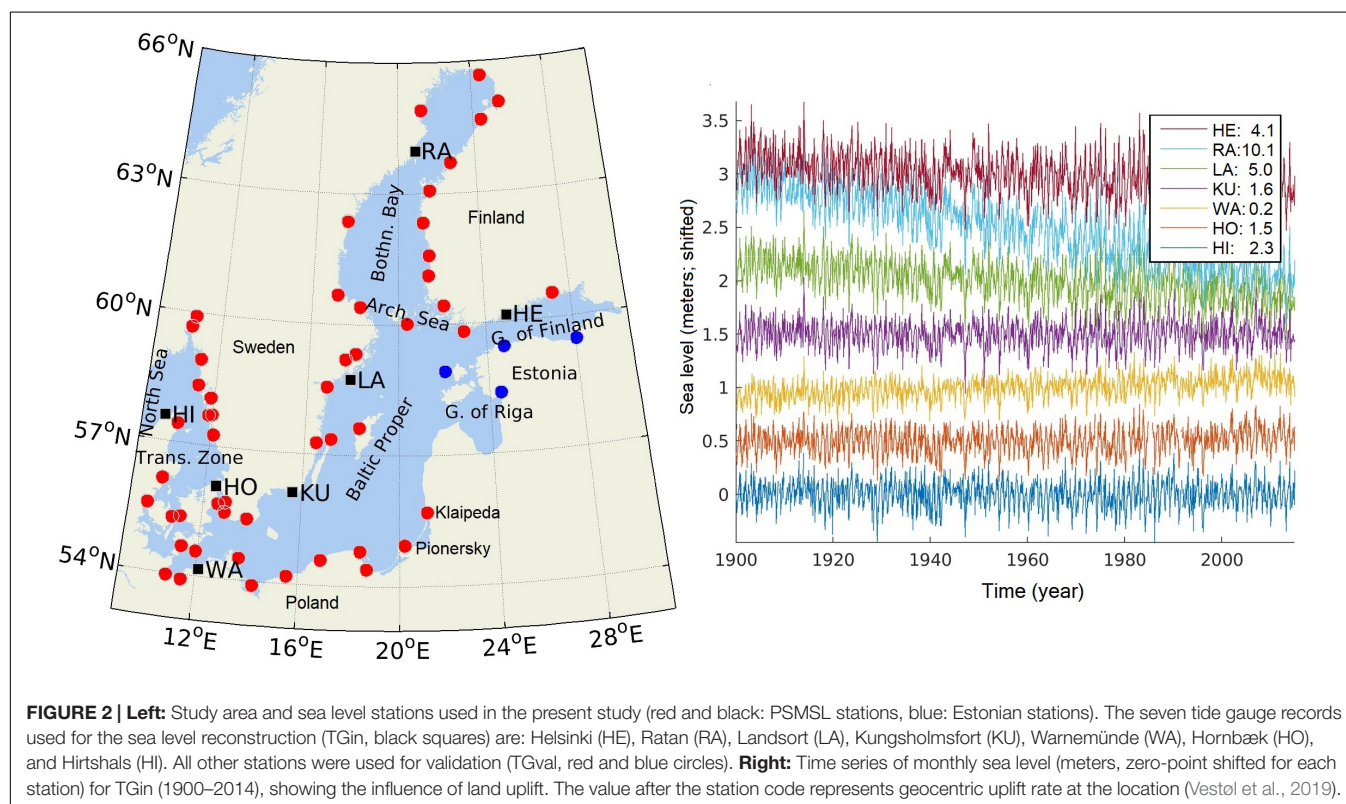 66°N
63°N
60°N
57°N
54°N
12°E
16°E
20°E
24°E
28°E
RA
Bothn. Bay
Finland
Arch. Sea
HE
G. of Finland
Sweden
North Sea
LA
Estonia
HI
G. of Riga
Baltic Proper
Trans. Zone
HO
KU
Klaipeda
Pionersky
WA
Poland
Sea level (meters; shifted)
3.5
3
2.5
2
1.5
1
0.5
0
HE: 4.1
RA:10.1
LA: 5.0
KU: 1.6
WA: 0.2
HO: 1.5
HI: 2.3
1900
1920
1940
1960
1980
2000
Time (year)
FIGURE 2 | Left: Study area and sea level stations used in the present study (red and black: PSMSL stations, blue: Estonian stations). The seven tide gauge records
used for the sea level reconstruction (TGin, black squares) are: Helsinki (HE), Ratan (RA), Landsort (LA), Kungsholmsfort (KU), Warnemünde (WA), Hornbæk (HO),
and Hirtshals (HI). All other stations were used for validation (TGval, red and blue circles). Right: Time series of monthly sea level (meters, zero-point shifted for each
station) for TGin (1900–2014), showing the influence of land uplift. The value after the station code represents geocentric uplift rate at the location (Vestøl et al., 2019).